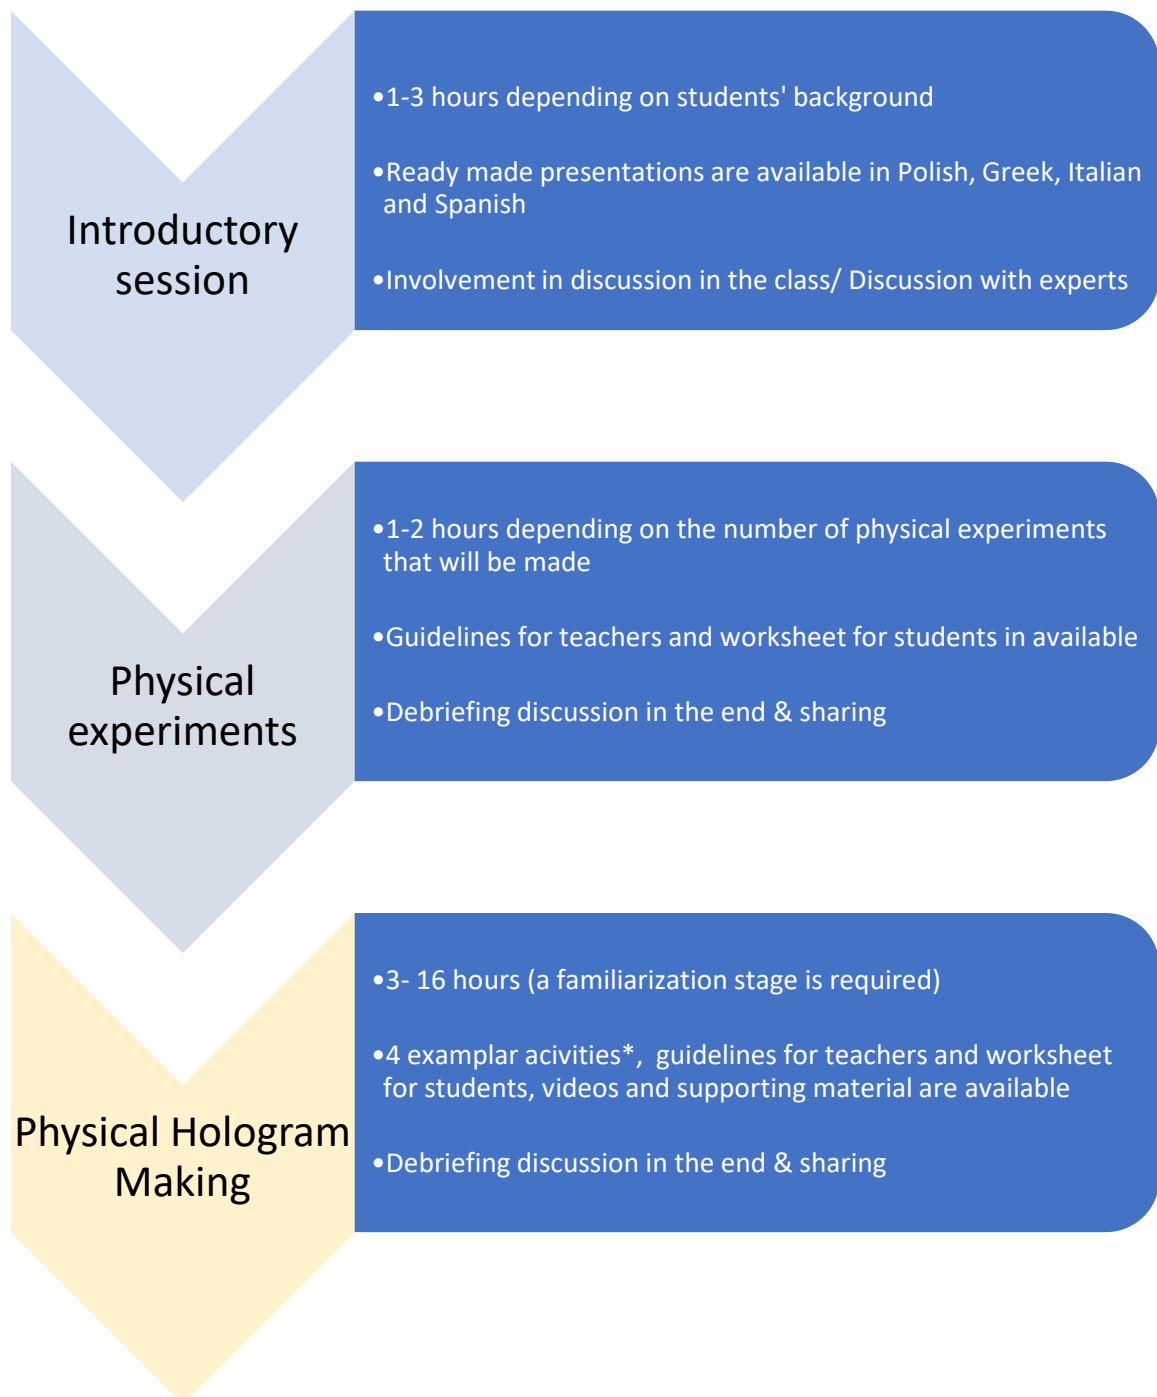 Introductory
session
•1-3 hours depending on students' background
•Ready made presentations are available in Polish, Greek, Italian
and Spanish
•Involvement in discussion in the class/ Discussion with experts
Physical
experiments
•1-2 hours depending on the number of physical experiments
that will be made
•Guidelines for teachers and worksheet for students in available
•Debriefing discussion in the end & sharing
Physical Hologram
Making
•3- 16 hours (a familiarization stage is required)
•4 examplar acivities*, guidelines for teachers and worksheet
for students, videos and supporting material are available
•Debriefing discussion in the end & sharing